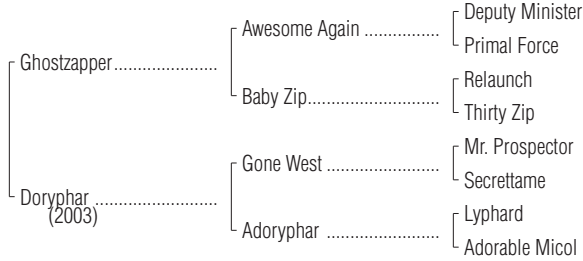 Deputy Minister
Awesome Again ..................
Primal Force
Ghostzapper......................
Relaunch
Baby Zip............................
Thirty Zip
Mr. Prospector
Gone West ........................
Secrettame
Doryphar ..........................
(2003)
Lyphard
Adoryphar ........................
Adorable Micol